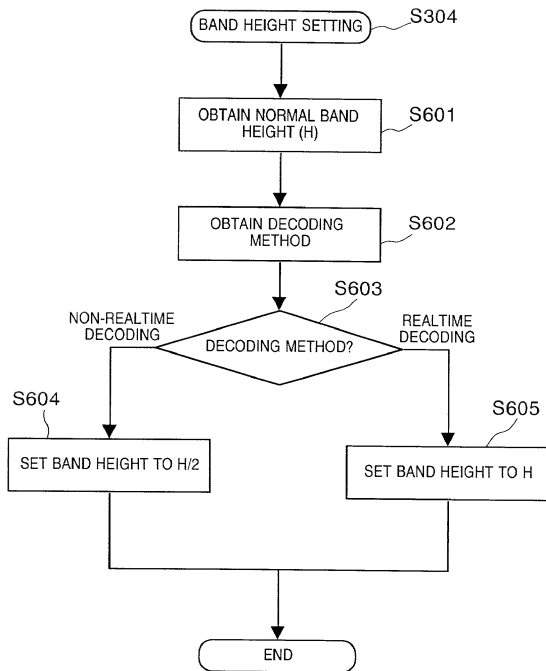 BAND HEIGHT SETTING
S304
OBTAIN NORMAL BAND
HEIGHT (H)
S601
OBTAIN DECODING
METHOD
S602
S603
NON-REALTIME
DECODING
DECODING METHOD?
REALTIME
DECODING
S604
SET BAND HEIGHT TO H/2
S605
SET BAND HEIGHT TO H
END